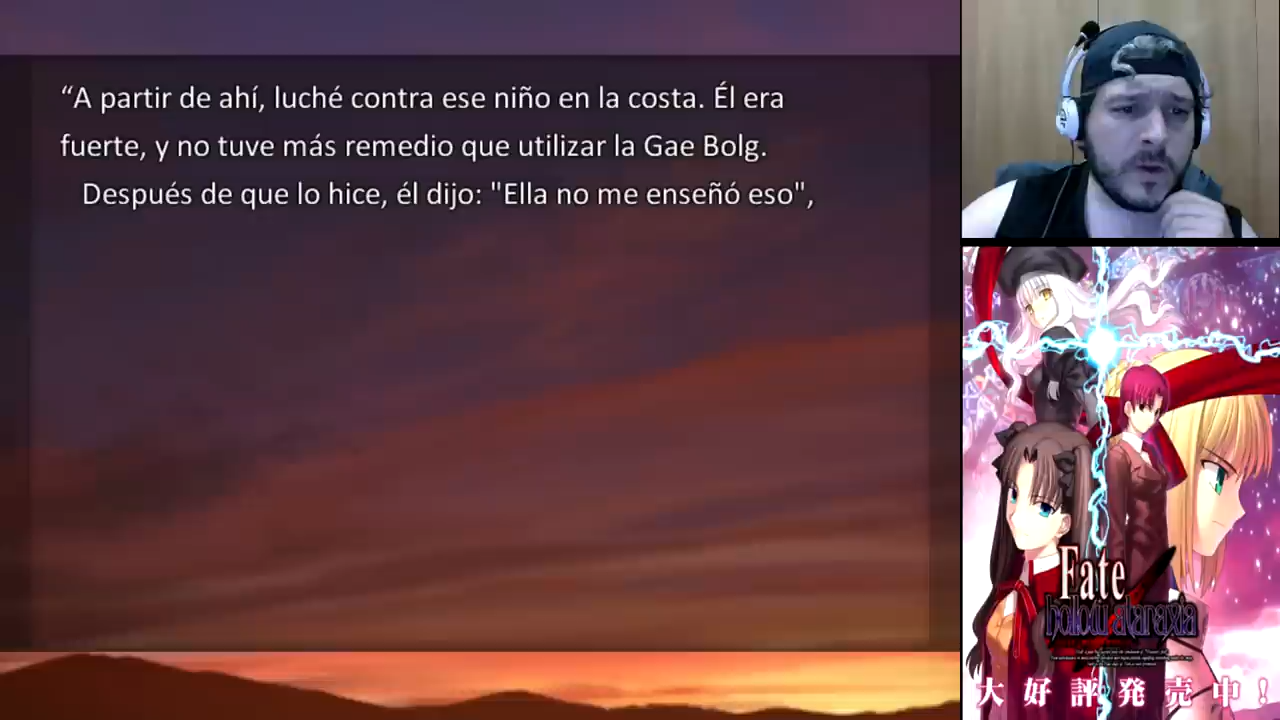 “A partir de ahí, luché contra ese niño en la costa. Él era
fuerte, y no tuve más remedio que utilizar la Gae Bolg.
Después de que lo hice, él dijo: "Ella no me enseñó eso",
Fate
hollow ataraxia
大好評発売中！